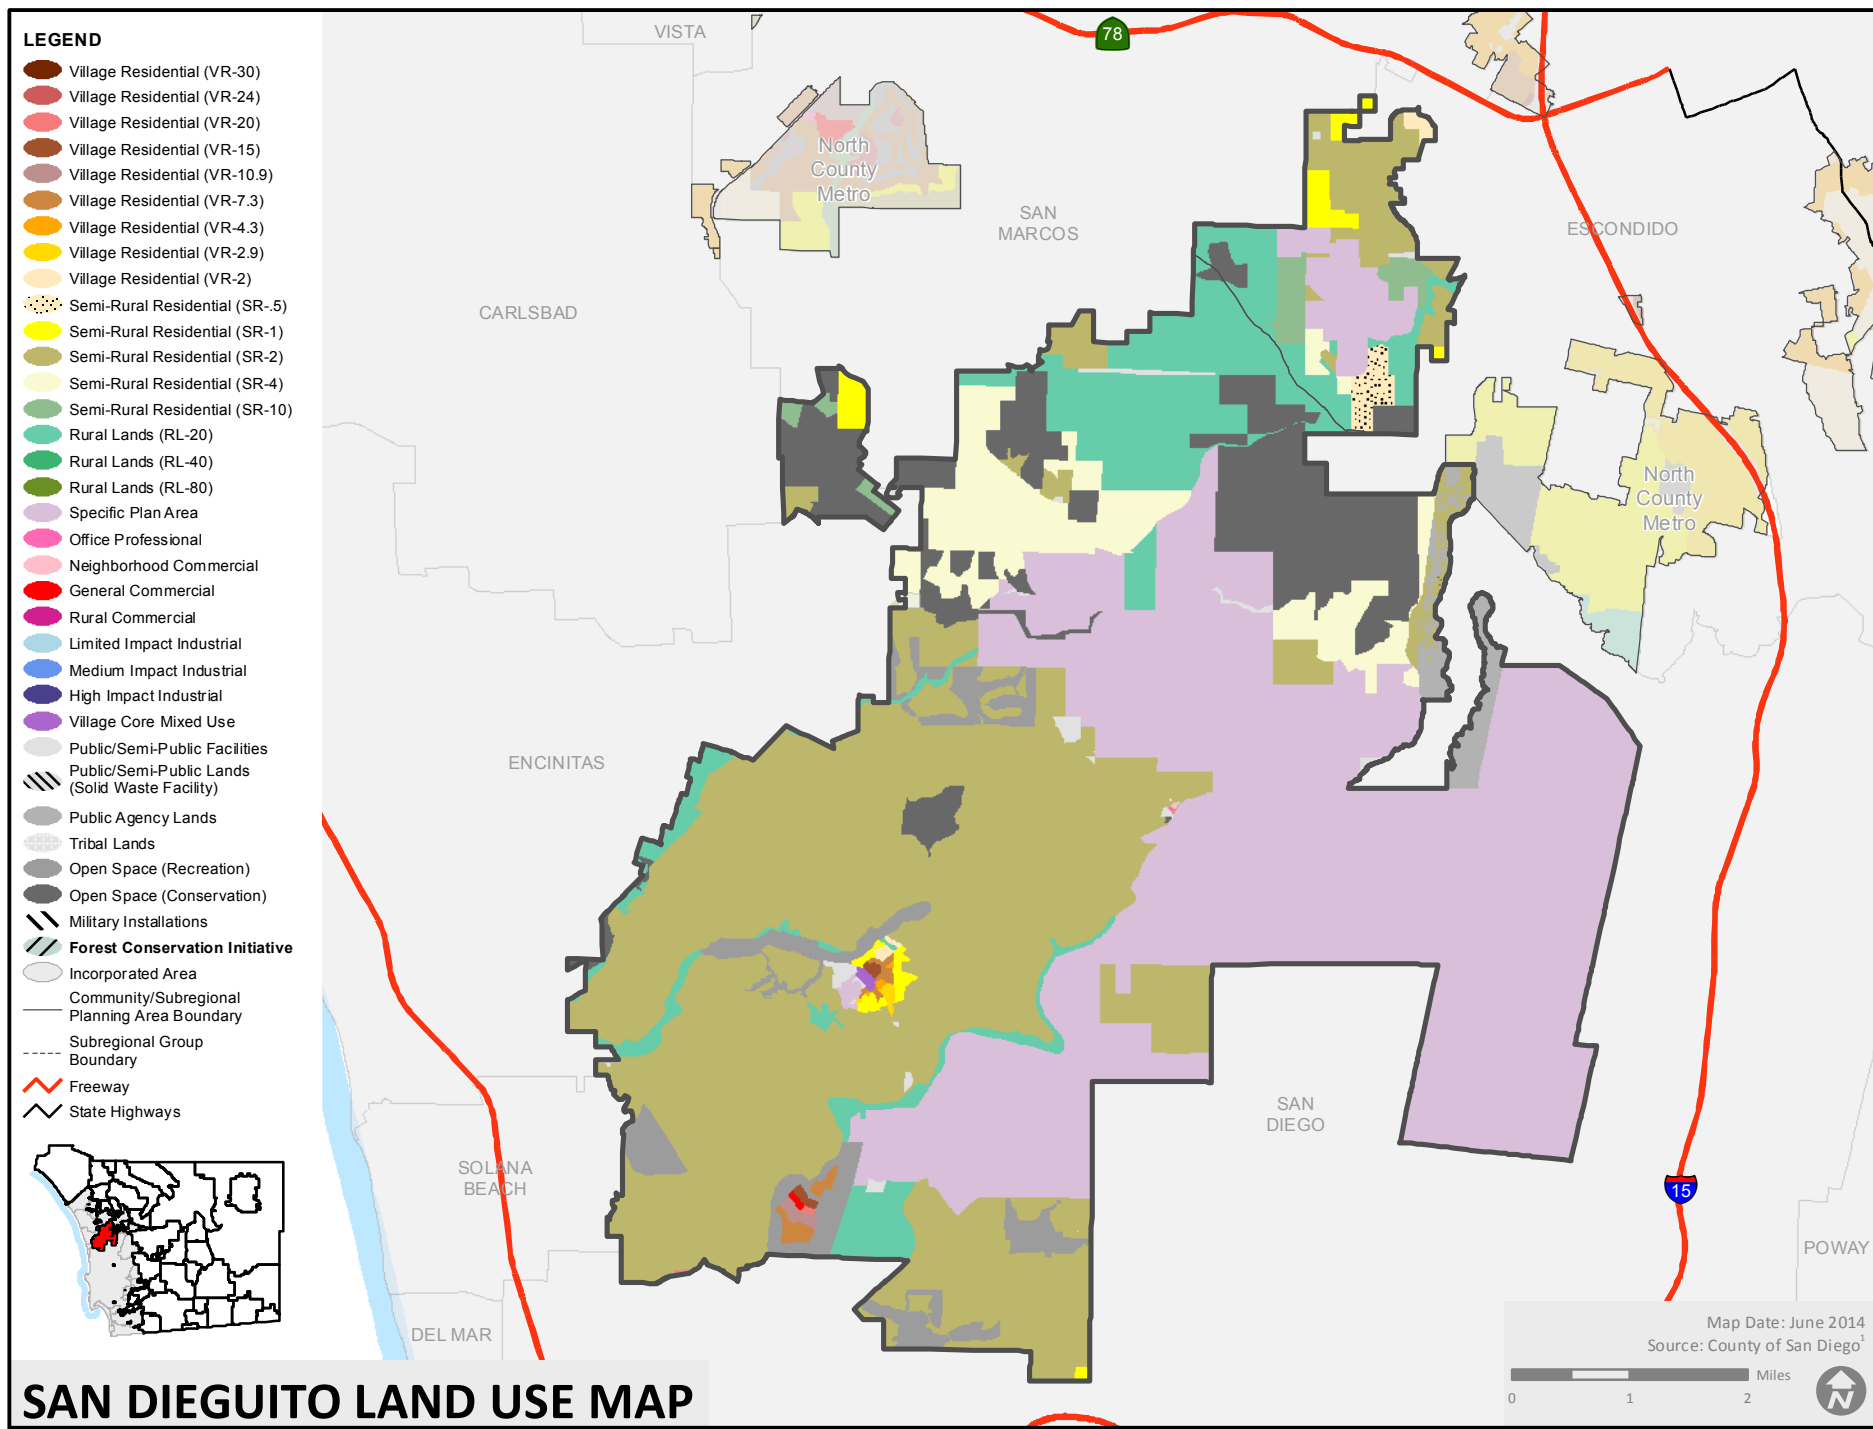 LEGEND
Village Residential (VR-30)
Village Residential (VR-24)
Village Residential (VR-20)
Village Residential (VR-15)
Village Residential (VR-10.9)
Village Residential (VR-7.3)
Village Residential (VR-4.3)
Village Residential (VR-2.9)
Village Residential (VR-2)
Semi-Rural Residential (SR-.5)
Semi-Rural Residential (SR-1)
Semi-Rural Residential (SR-2)
Semi-Rural Residential (SR-4)
Semi-Rural Residential (SR-10)
Rural Lands (RL-20)
Rural Lands (RL-40)
Rural Lands (RL-80)
Specific Plan Area
Office Professional
Neighborhood Commercial
General Commercial
Rural Commercial
Limited Impact Industrial
Medium Impact Industrial
High Impact Industrial
Village Core Mixed Use
Public/Semi-Public Facilities
Public/Semi-Public Lands
(Solid Waste Facility)
Public Agency Lands
Tribal Lands
Open Space (Recreation)
Open Space (Conservation)
Military Installations
Forest Conservation Initiative
Incorporated Area
Community/Subregional
Planning Area Boundary
Subregional Group
Boundary
Freeway
State Highways
VISTA
78
North
County
Metro
SAN
MARCOS
ESCONDIDO
CARLSBAD
North
County
Metro
ENCINITAS
SAN
DIEGO
SOLANA
BEACH
15
POWAY
DEL MAR
Map Date: June 2014
Source: County of San Diego¹
Miles
0 1 2
N
SAN DIEGUITO LAND USE MAP